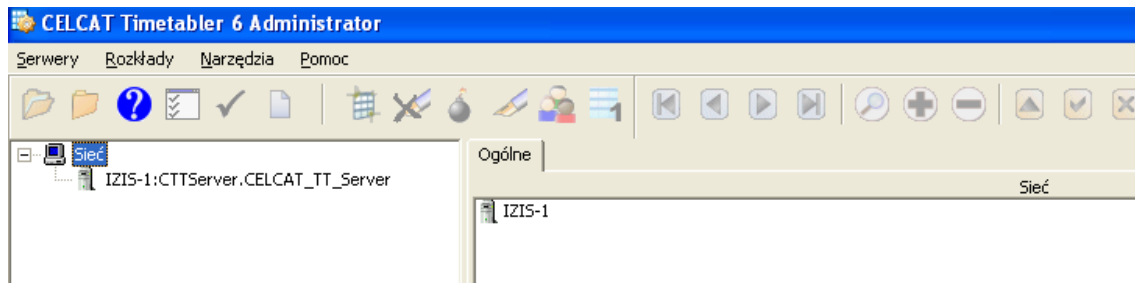 CELCAT Timetabler 6 Administrator
Serwery Rozkłady Narzędzia Pomoc
Sieć
IZIS-1:CTTServer.CELCAT_TT_Server
Ogólne
Sieć
IZIS-1